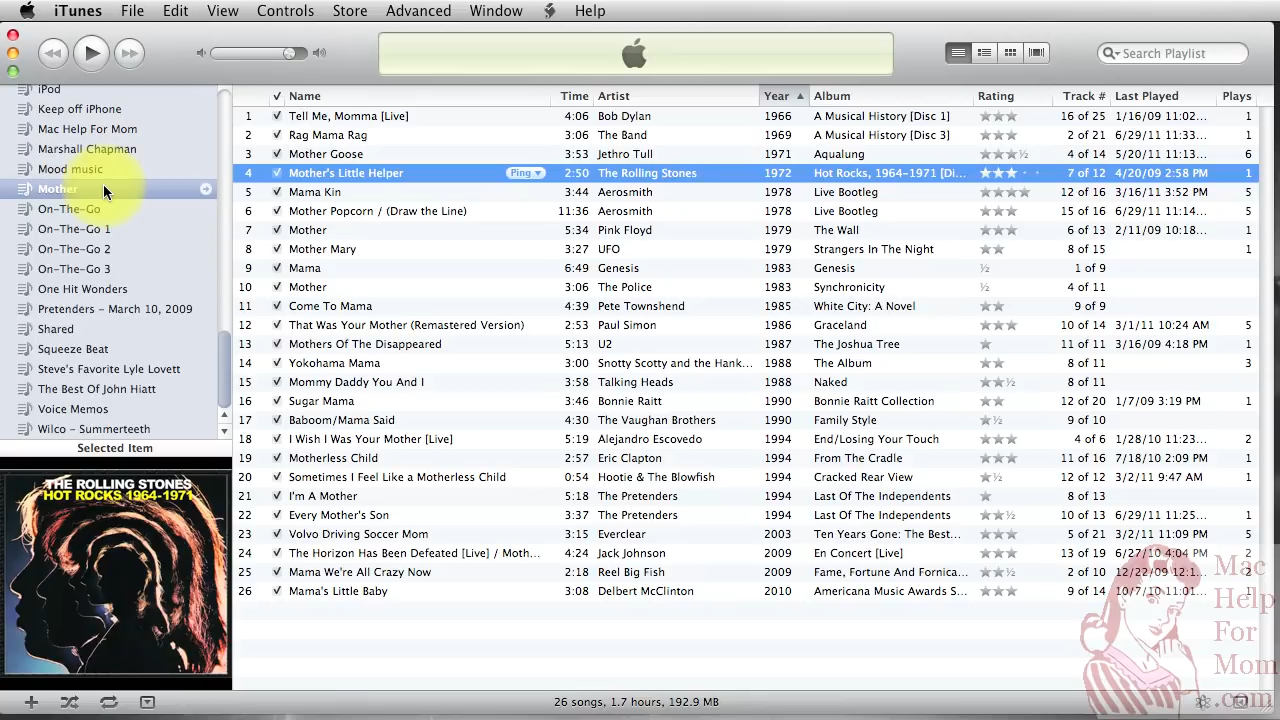 iTunes File Edit View Controls Store Advanced Window Help
Search Playlist
iPod
Keep off iPhone
Mac Help For Mom
Marshall Chapman
Mood music
Mother
On-The-Go
On-The-Go 1
On-The-Go 2
On-The-Go 3
One Hit Wonders
Pretenders – March 10, 2009
Shared
Squeeze Beat
Steve's Favorite Lyle Lovett
The Best Of John Hiatt
Voice Memos
Wilco – Summerteeth
Selected Item
THE ROLLING STONES
HOT ROCKS 1964-1971
✓ Name Time Artist Year Album Rating Track # Last Played Plays
1 ✓ Tell Me, Momma [Live] 4:06 Bob Dylan 1966 A Musical History [Disc 1] ★★★ 16 of 25 1/16/09 11:02... 1
2 ✓ Rag Mama Rag 3:04 The Band 1969 A Musical History [Disc 3] ★★★ 2 of 21 6/29/11 11:33... 1
3 ✓ Mother Goose 3:53 Jethro Tull 1971 Aqualung ★★★½ 4 of 14 5/20/11 11:13... 6
4 ✓ Mother's Little Helper Ping 2:50 The Rolling Stones 1972 Hot Rocks, 1964-1971 [Di... ★★★ 7 of 12 4/20/09 2:58 PM 1
5 ✓ Mama Kin 3:44 Aerosmith 1978 Live Bootleg ★★★★ 12 of 16 3/16/11 3:52 PM 5
6 ✓ Mother Popcorn / (Draw the Line) 11:36 Aerosmith 1978 Live Bootleg ★★★ 15 of 16 6/29/11 11:14... 5
7 ✓ Mother 5:34 Pink Floyd 1979 The Wall ★★★ 6 of 13 2/11/09 10:18... 1
8 ✓ Mother Mary 3:27 UFO 1979 Strangers In The Night ★★ 8 of 15 1
9 ✓ Mama 6:49 Genesis 1983 Genesis ½ 1 of 9
10 ✓ Mother 3:06 The Police 1983 Synchronicity ½ 4 of 11
11 ✓ Come To Mama 4:39 Pete Townshend 1985 White City: A Novel ★★ 9 of 9
12 ✓ That Was Your Mother (Remastered Version) 2:53 Paul Simon 1986 Graceland ★★★ 10 of 14 3/1/11 10:24 AM 5
13 ✓ Mothers Of The Disappeared 5:13 U2 1987 The Joshua Tree ★ 11 of 11 3/16/09 4:18 PM 1
14 ✓ Yokohama Mama 3:00 Snotty Scotty and the Hank... 1988 The Album ★★ 8 of 11 3
15 ✓ Mommy Daddy You And I 3:58 Talking Heads 1988 Naked ★★½ 8 of 11
16 ✓ Sugar Mama 3:46 Bonnie Raitt 1990 Bonnie Raitt Collection ★★ 12 of 20 1/7/09 3:19 PM 1
17 ✓ Baboom/Mama Said 4:29 The Vaughan Brothers 1990 Family Style ★½ 9 of 10
18 ✓ I Wish I Was Your Mother [Live] 5:19 Alejandro Escovedo 1994 End/Losing Your Touch ★★★ 4 of 6 1/28/10 11:23... 2
19 ✓ Motherless Child 2:57 Eric Clapton 1994 From The Cradle ★★★ 11 of 16 7/18/10 2:09 PM 1
20 ✓ Sometimes I Feel Like a Motherless Child 0:54 Hootie & The Blowfish 1994 Cracked Rear View ★★ 12 of 12 3/2/11 9:47 AM 1
21 ✓ I'm A Mother 5:18 The Pretenders 1994 Last Of The Independents ★ 8 of 13
22 ✓ Every Mother's Son 3:37 The Pretenders 1994 Last Of The Independents ★★½ 12 of 13 6/9/11 11:25... 1
23 ✓ Volvo Driving Soccer Mom 3:14 Everclear 2003 Ten Years Gone: The Best... ★★½ 5 of 21 3/2/11 3:09 PM 1
24 ✓ The Horizon Has Been Defeated [Live] / Moth... 4:24 Jack Johnson 2009 En Concert [Live] ★★★ 13 of 19 6/27/10 4:04 PM 2
25 ✓ Mama We're All Crazy Now 2:18 Reel Big Fish 2009 Fame, Fortune And Fornica... ★★½ 2 of 10 12/22/09 12:1... 2
26 ✓ Mama's Little Baby 3:08 Delbert McClinton 2010 Americana Music Awards S... ★★★ 9 of 14 10/7/10 11:01... 1
26 songs, 1.7 hours, 192.9 MB
Mac
Help
For
Mom
.com